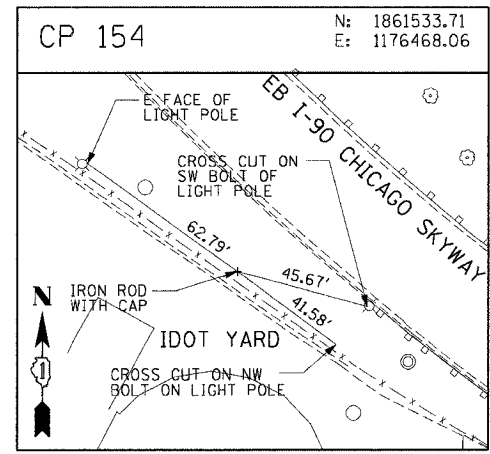 CP 154
N: 1861533.71
E: 1176468.06
E FACE OF
LIGHT POLE
EB I-90 CHICAGO SKYWAY
CROSS CUT ON
SW BOLT OF
LIGHT POLE
62.79'
45.67'
41.58'
N
IRON ROD
WITH CAP
IDOT YARD
CROSS CUT ON NW
BOLT ON LIGHT POLE